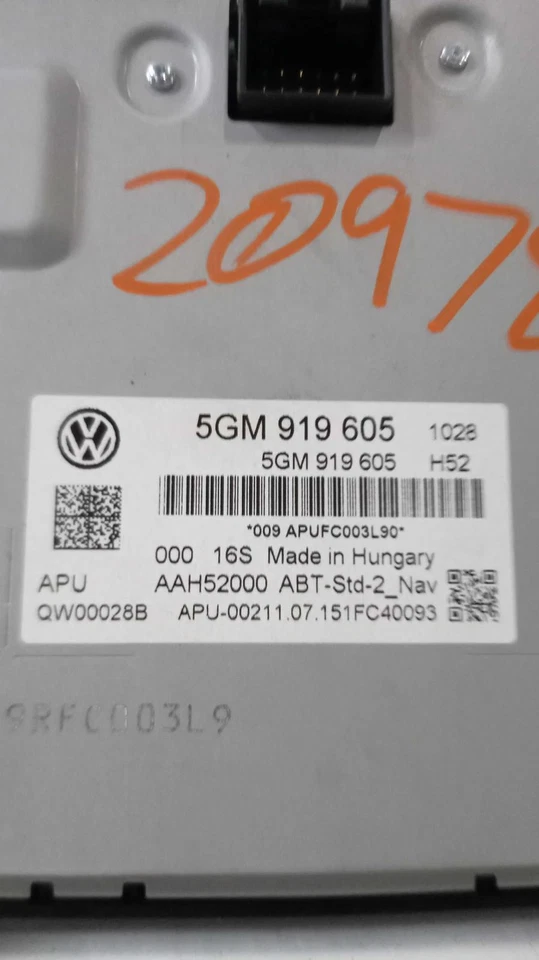 2097
5GM 919 605 1028
5GM 919 605 H52
*009 APUFC003L90*
000 16S Made in Hungary
APU AAH52000 ABT-Std-2_Nav
QW00028B APU-00211.07.151FC40093
9RFC003L9